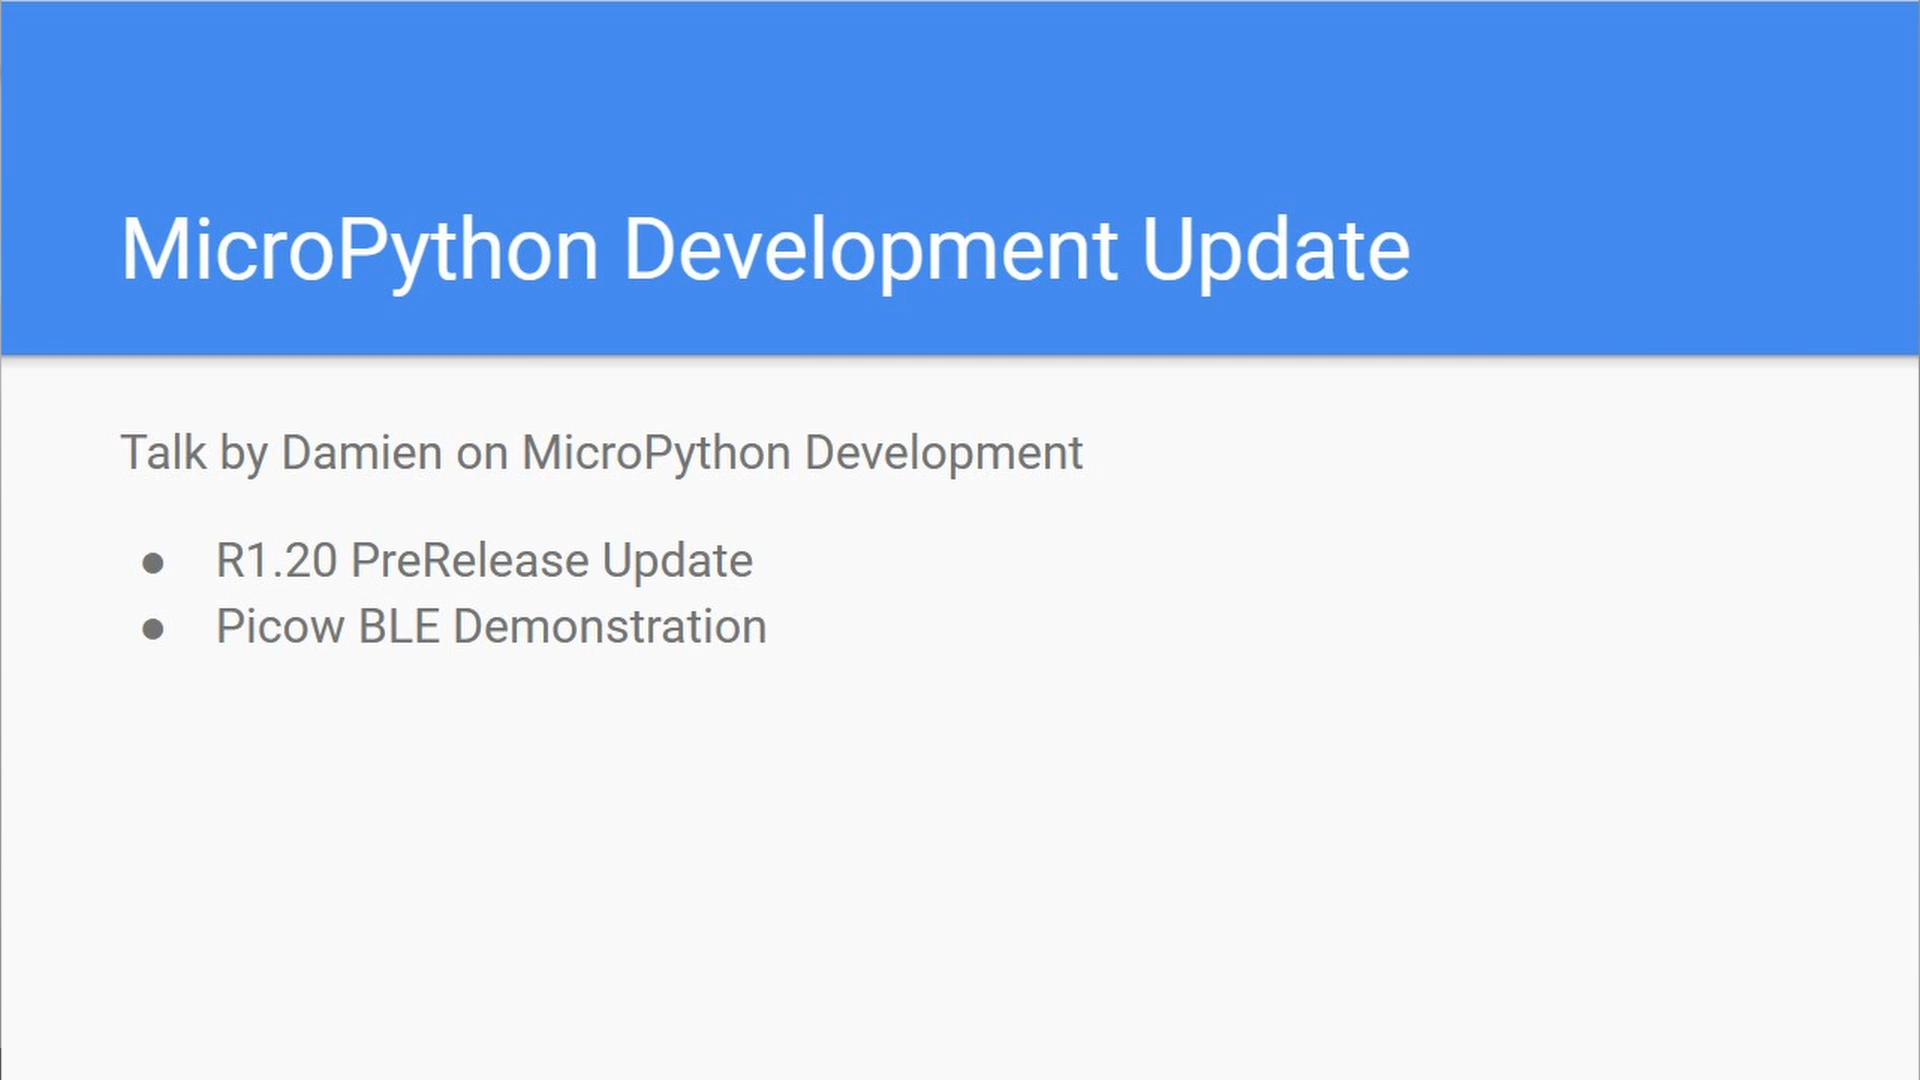 MicroPython Development Update
Talk by Damien on MicroPython Development
● R1.20 PreRelease Update
● Picow BLE Demonstration